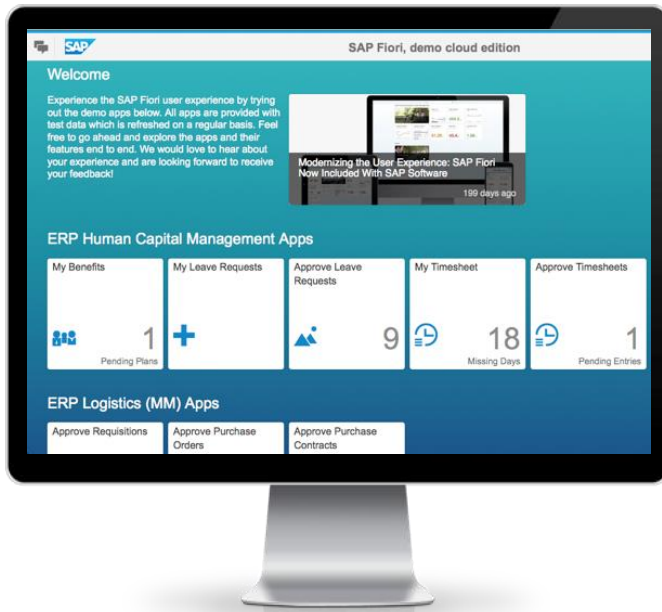 SAP
SAP Fiori, demo cloud edition
Welcome
Experience the SAP Fiori user experience by trying
out the demo apps below. All apps are provided with
test data which is refreshed on a regular basis. Feel
free to go ahead and explore the apps and their
features end to end. We would love to hear about
your experience and are looking forward to receive
your feedback!
Modernizing the User Experience: SAP Fiori
Now Included With SAP Software
199 days ago
ERP Human Capital Management Apps
My Benefits
1
Pending Plans
My Leave Requests
Approve Leave
Requests
9
My Timesheet
18
Missing Days
Approve Timesheets
1
Pending Entries
ERP Logistics (MM) Apps
Approve Requisitions
Approve Purchase
Orders
Approve Purchase
Contracts